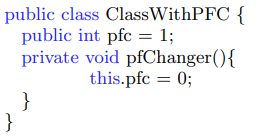 public class ClassWithPFC {
public int pfc = 1;
private void pfChanger(){
this.pfc = 0;
}
}